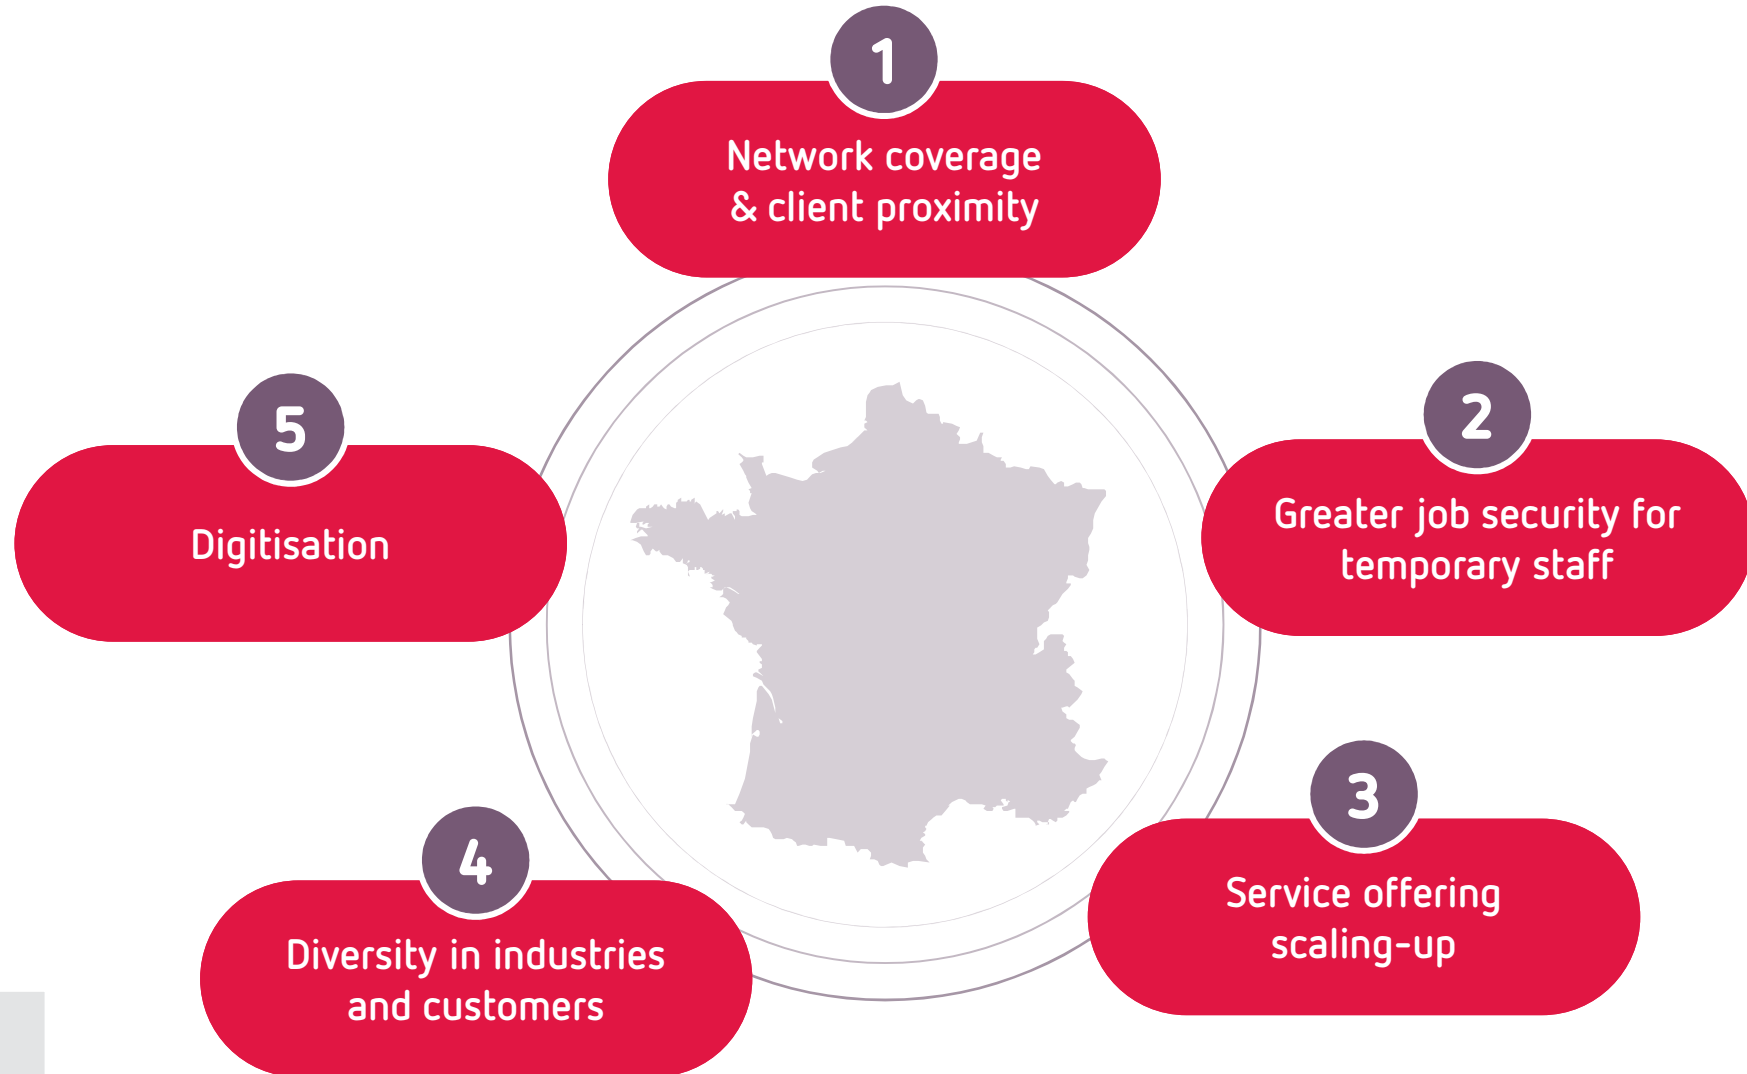 1
Network coverage
& client proximity
2
Greater job security for
temporary staff
3
Service offering
scaling-up
4
Diversity in industries
and customers
5
Digitisation